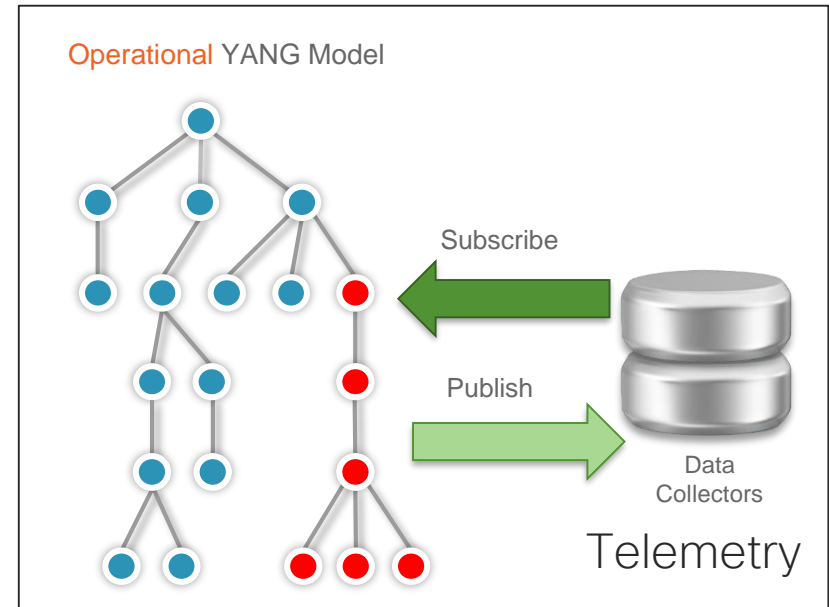 Operational YANG Model
Subscribe
Publish
Data
Collectors
Telemetry